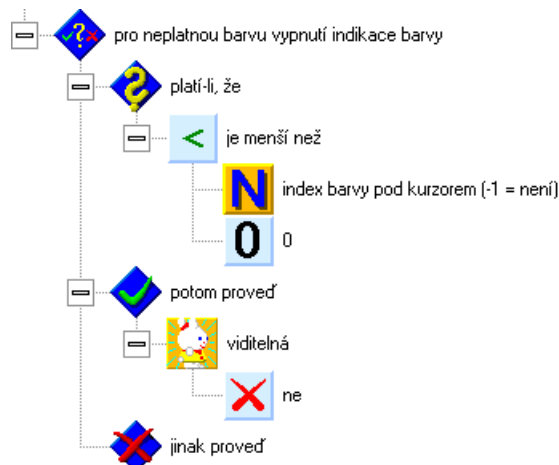 pro neplatnou barvu vypnutí indikace barvy
platí-li, že
< je menší než
N index barvy pod kurzorem (-1 = není)
0 0
potom proveď
viditelná
ne
jinak proveď